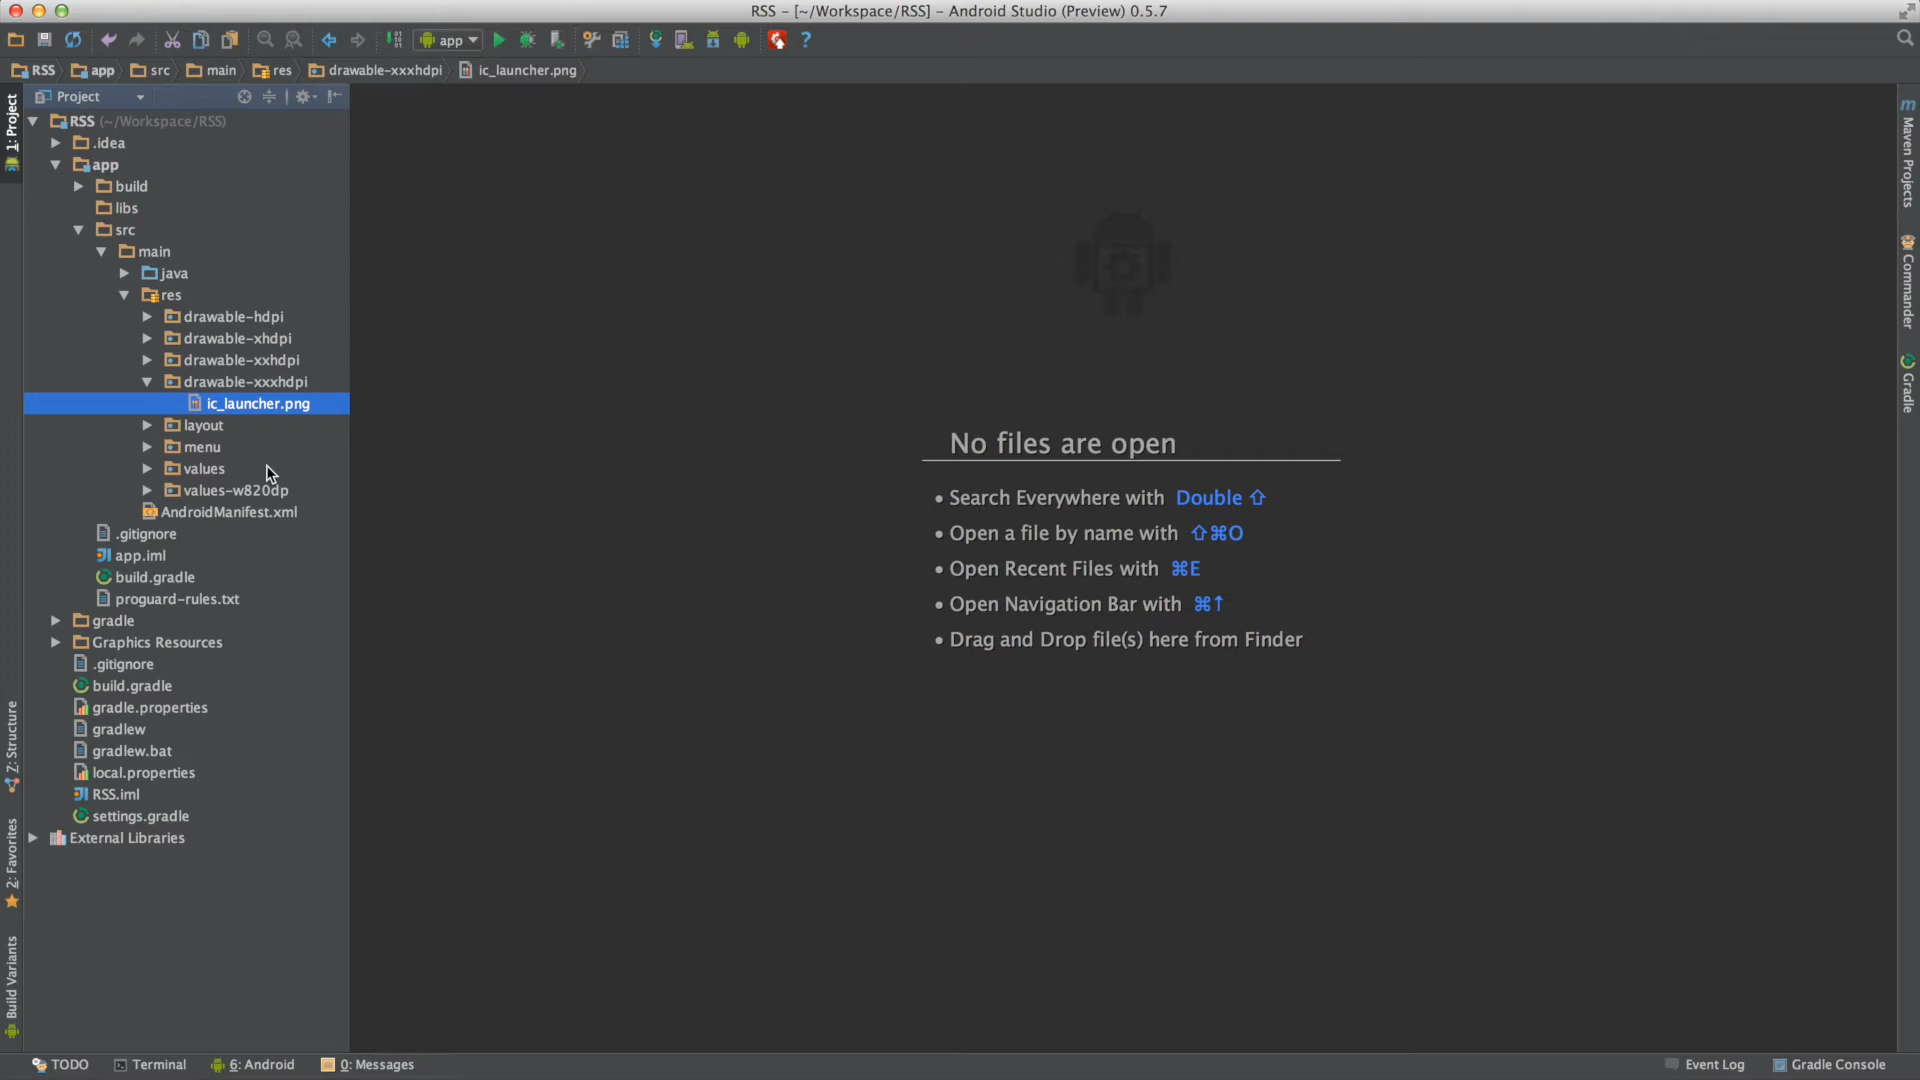 RSS – [~/Workspace/RSS] – Android Studio (Preview) 0.5.7
app
RSS
app
src
main
res
drawable-xxxhdpi
ic_launcher.png
1: Project
Z: Structure
2: Favorites
Build Variants
Project
RSS (~/Workspace/RSS)
.idea
app
build
libs
src
main
java
res
drawable-hdpi
drawable-xhdpi
drawable-xxhdpi
drawable-xxxhdpi
ic_launcher.png
layout
menu
values
values-w820dp
AndroidManifest.xml
.gitignore
app.iml
build.gradle
proguard-rules.txt
gradle
Graphics Resources
.gitignore
build.gradle
gradle.properties
gradlew
gradlew.bat
local.properties
RSS.iml
settings.gradle
External Libraries
No files are open
• Search Everywhere with Double ⇧
• Open a file by name with ⇧⌘O
• Open Recent Files with ⌘E
• Open Navigation Bar with ⌘↑
• Drag and Drop file(s) here from Finder
Maven Projects
Commander
Gradle
TODO
Terminal
6: Android
0: Messages
Event Log
Gradle Console